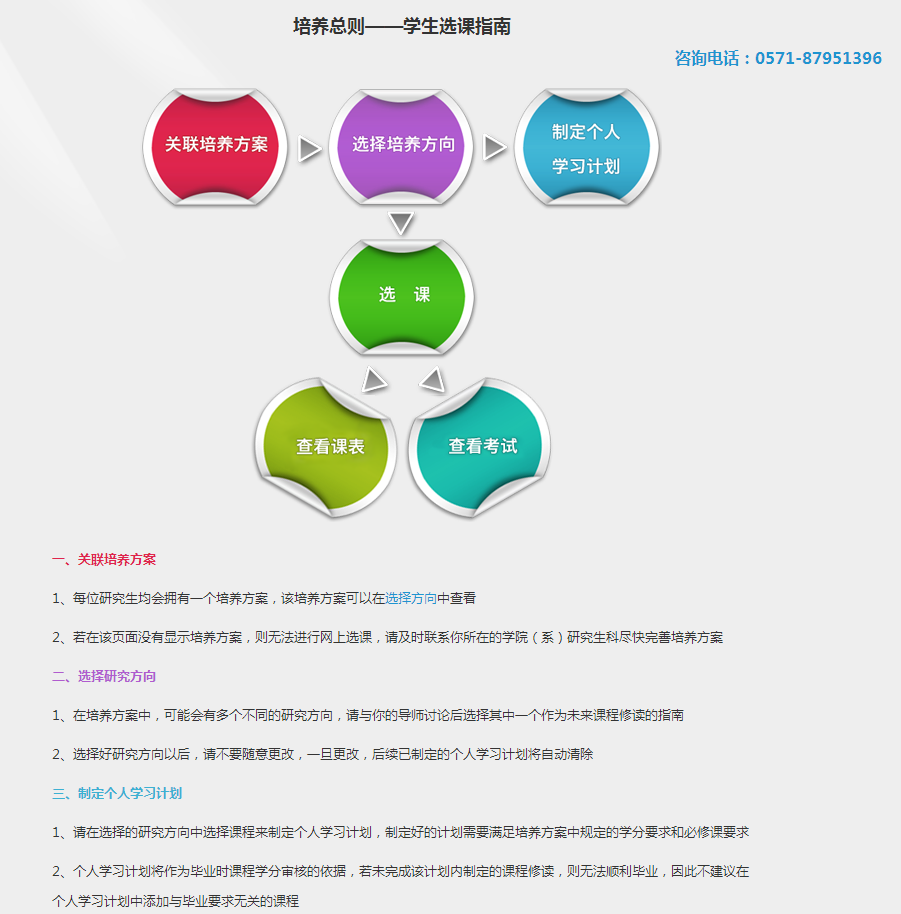 培养总则——学生选课指南
咨询电话：0571-87951396
关联培养方案
选择培养方向
制定个人
学习计划
选 课
查看课表
查看考试
一、关联培养方案
1、每位研究生均会拥有一个培养方案，该培养方案可以在选择方向中查看
2、若在该页面没有显示培养方案，则无法进行网上选课，请及时联系你所在的学院（系）研究生科尽快完善培养方案
二、选择研究方向
1、在培养方案中，可能会有多个不同的研究方向，请与你的导师讨论后选择其中一个作为未来课程修读的指南
2、选择好研究方向以后，请不要随意更改，一旦更改，后续已制定的个人学习计划将自动清除
三、制定个人学习计划
1、请在选择的研究方向中选择课程来制定个人学习计划，制定好的计划需要满足培养方案中规定的学分要求和必修课要求
2、个人学习计划将作为毕业时课程学分审核的依据，若未完成该计划内制定的课程修读，则无法顺利毕业，因此不建议在
个人学习计划中添加与毕业要求无关的课程